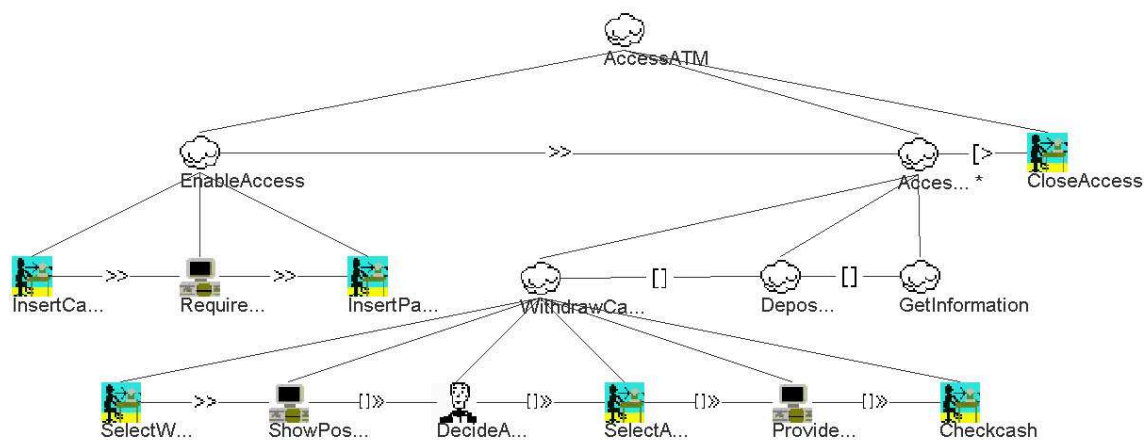 AccessATM
>> [>
EnableAccess Acces... * CloseAccess
>> >> [] []
InsertCa... Require... InsertPa... WithdrawCa... Depos... GetInformation
>> []» []» []» []»
SelectW... ShowPos... DecideA... SelectA... Provide... Checkcash